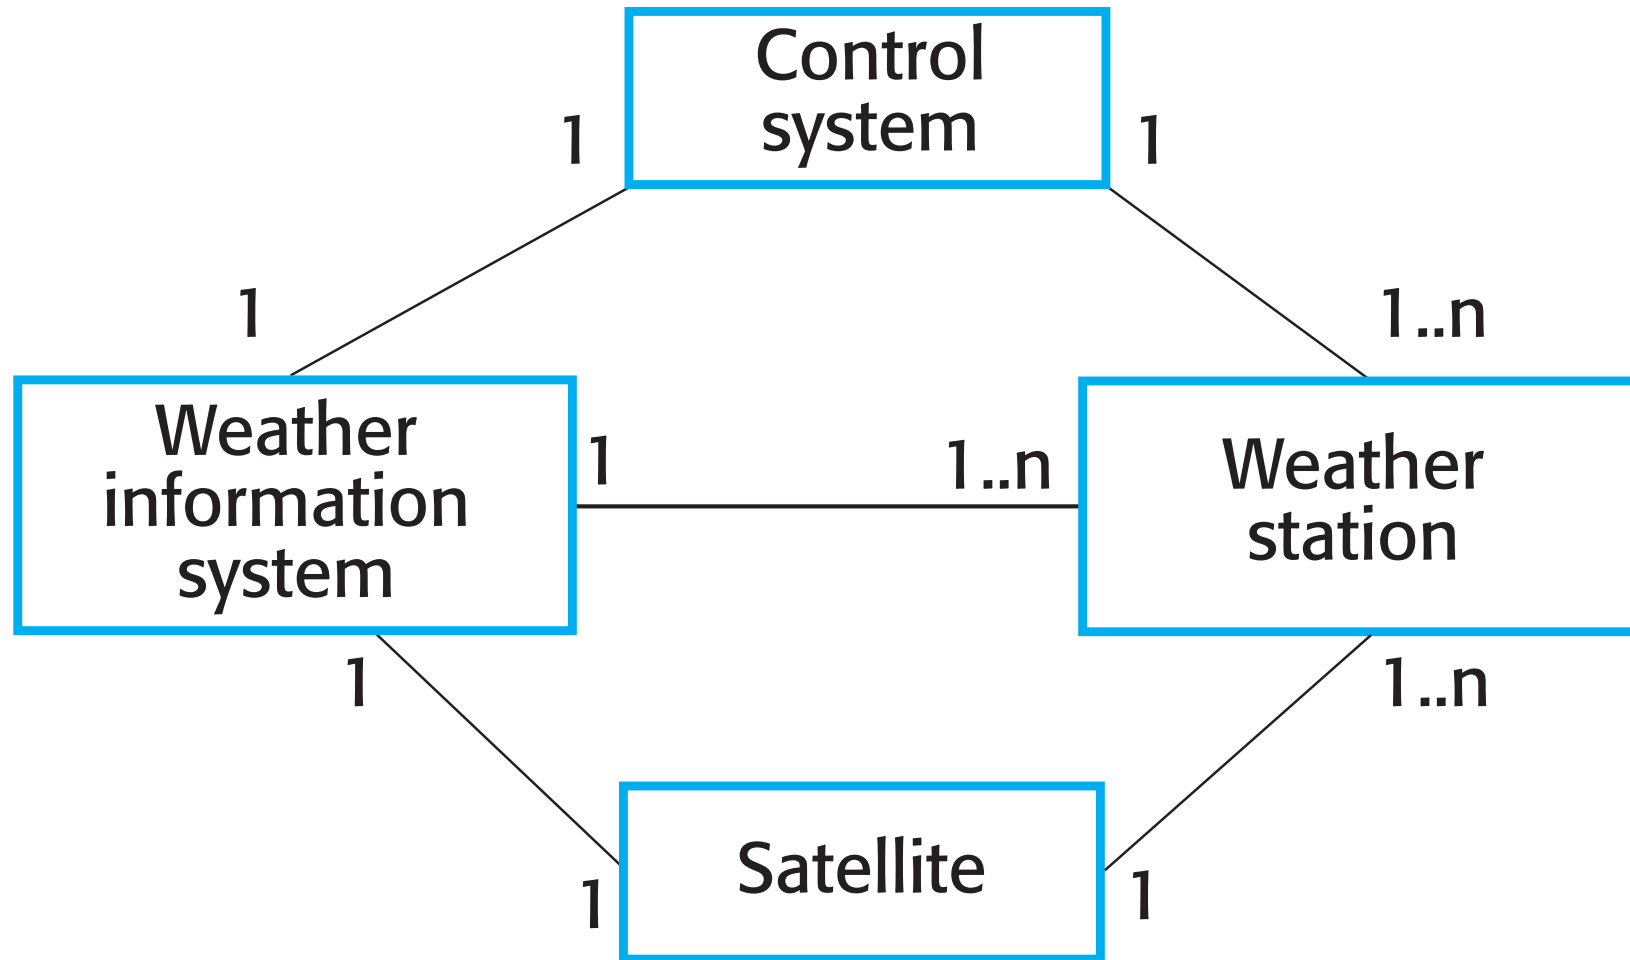 Control
system
1
1
1
1..n
Weather
information
system
1
1..n
Weather
station
1
1..n
Satellite
1
1